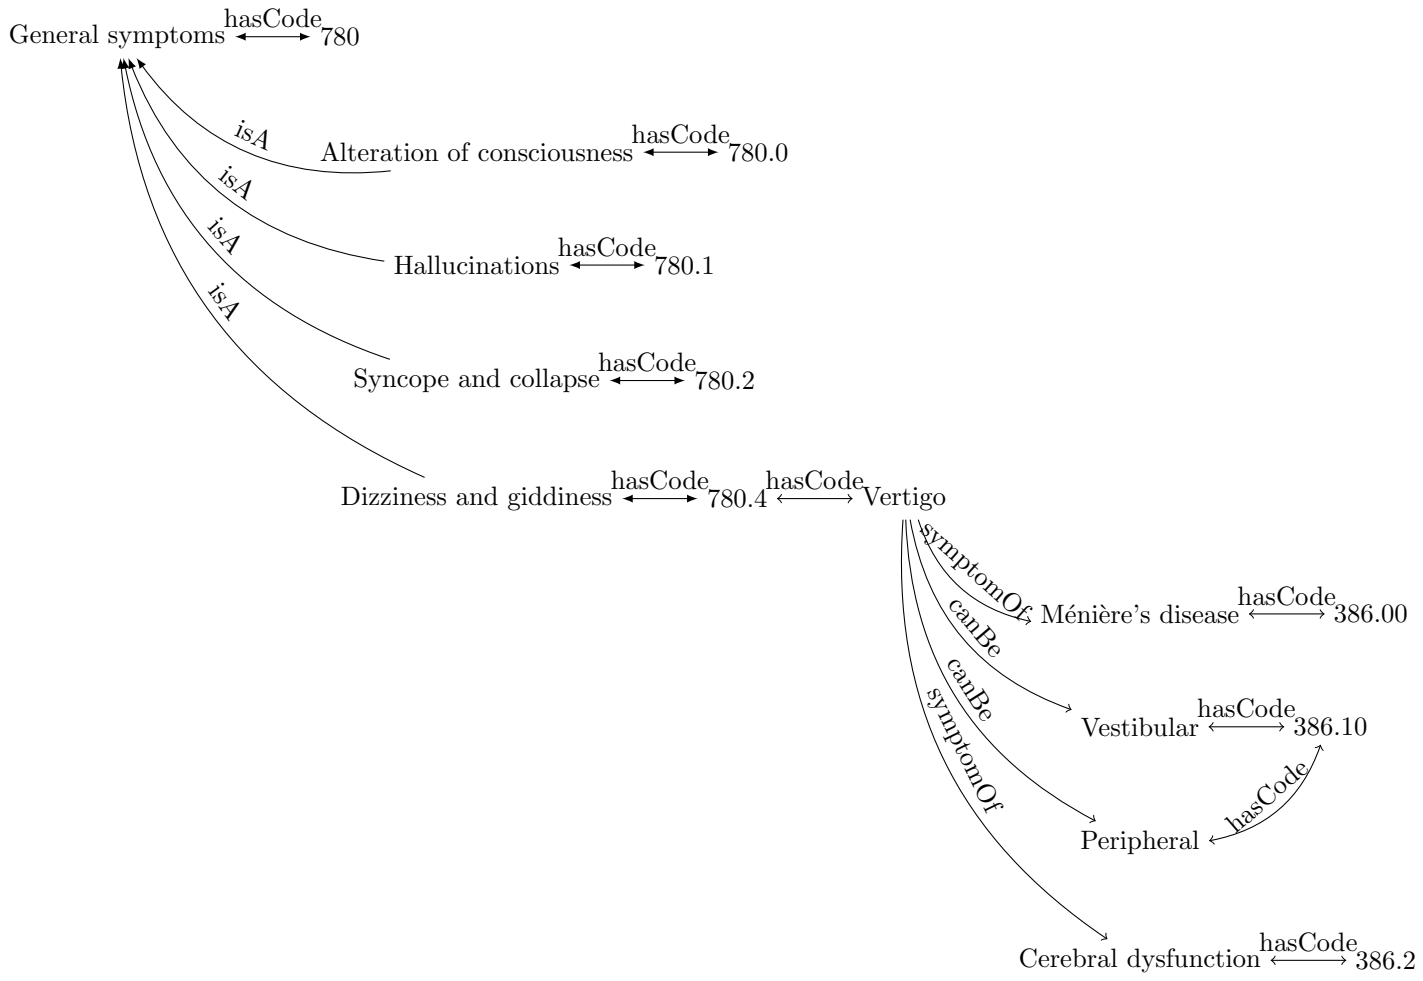 General symptoms hasCode 780
isA
Alteration of consciousness hasCode 780.0
isA
Hallucinations hasCode 780.1
isA
Syncope and collapse hasCode 780.2
isA
Dizziness and giddiness hasCode 780.4 hasCode Vertigo
symptomOf
Ménière's disease hasCode 386.00
canBe
Vestibular hasCode 386.10
canBe
Peripheral hasCode
symptomOf
Cerebral dysfunction hasCode 386.2